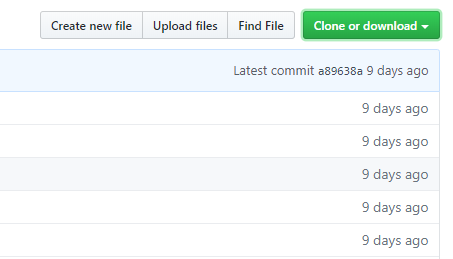 Create new file Upload files Find File Clone or download
Latest commit a89638a 9 days ago
9 days ago
9 days ago
9 days ago
9 days ago
9 days ago